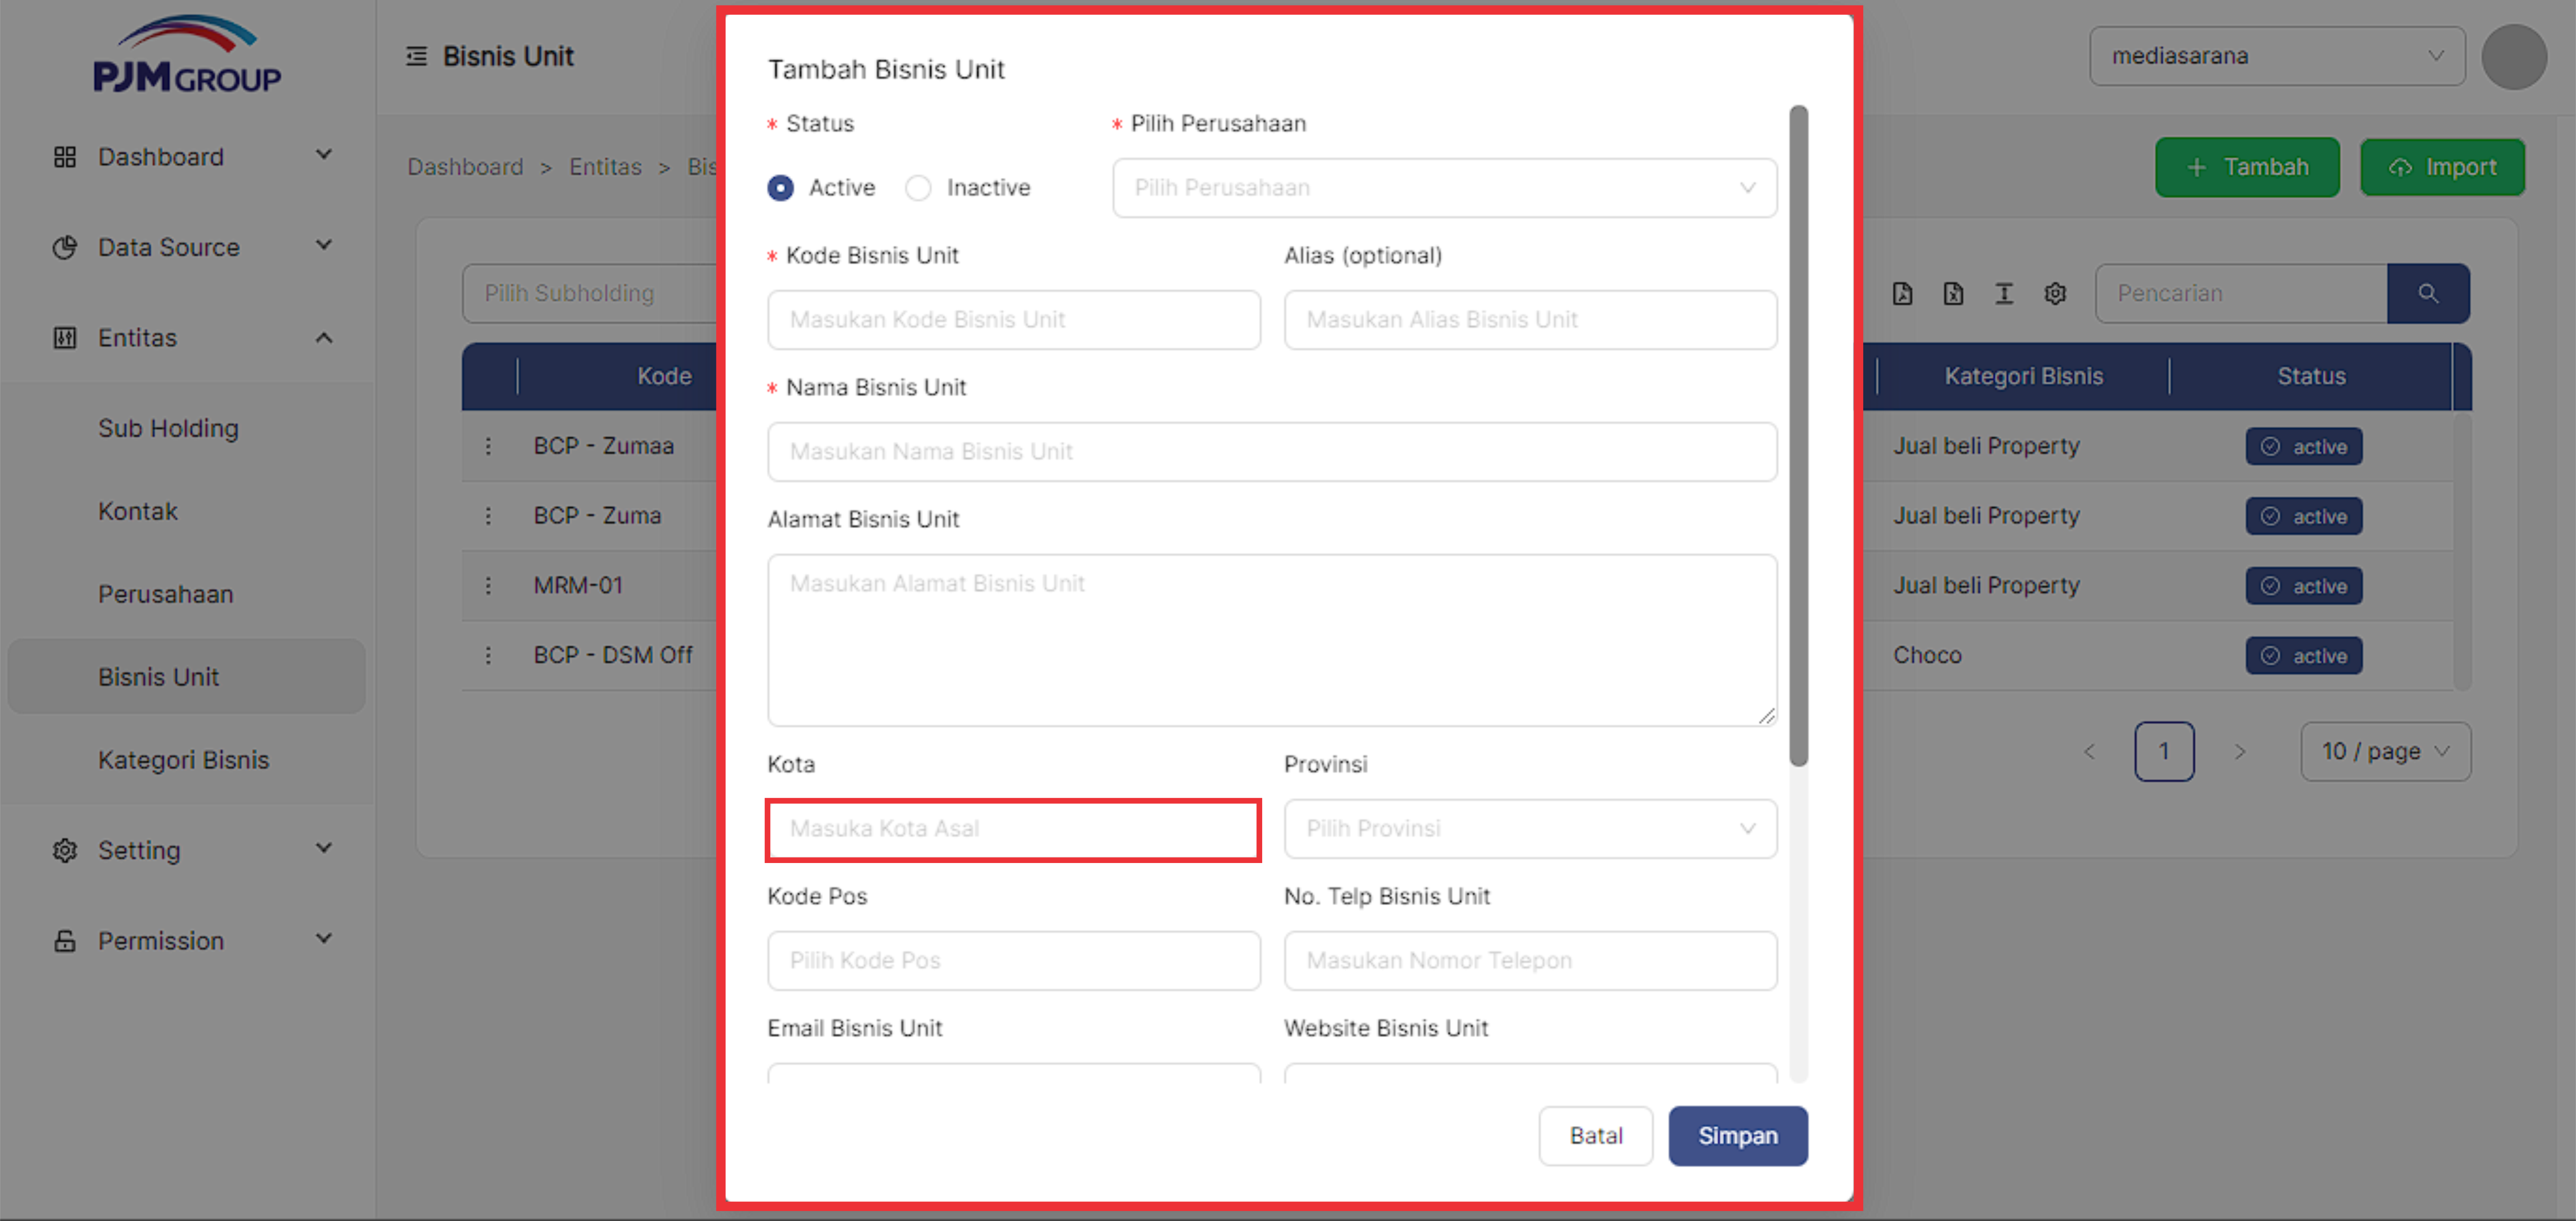 PJM GROUP
Dashboard
Data Source
Entitas
Sub Holding
Kontak
Perusahaan
Bisnis Unit
Kategori Bisnis
Setting
Permission
Bisnis Unit
mediasarana
Dashboard > Entitas > Bis
+ Tambah
Import
Pilih Subholding
Pencarian
Kode
Kategori Bisnis
Status
BCP - Zumaa
Jual beli Property
active
BCP - Zuma
Jual beli Property
active
MRM-01
Jual beli Property
active
BCP - DSM Off
Choco
active
< 1 >
10 / page
Tambah Bisnis Unit
* Status
* Pilih Perusahaan
Active
Inactive
Pilih Perusahaan
* Kode Bisnis Unit
Alias (optional)
Masukan Kode Bisnis Unit
Masukan Alias Bisnis Unit
* Nama Bisnis Unit
Masukan Nama Bisnis Unit
Alamat Bisnis Unit
Masukan Alamat Bisnis Unit
Kota
Provinsi
Masuka Kota Asal
Pilih Provinsi
Kode Pos
No. Telp Bisnis Unit
Pilih Kode Pos
Masukan Nomor Telepon
Email Bisnis Unit
Website Bisnis Unit
Batal
Simpan